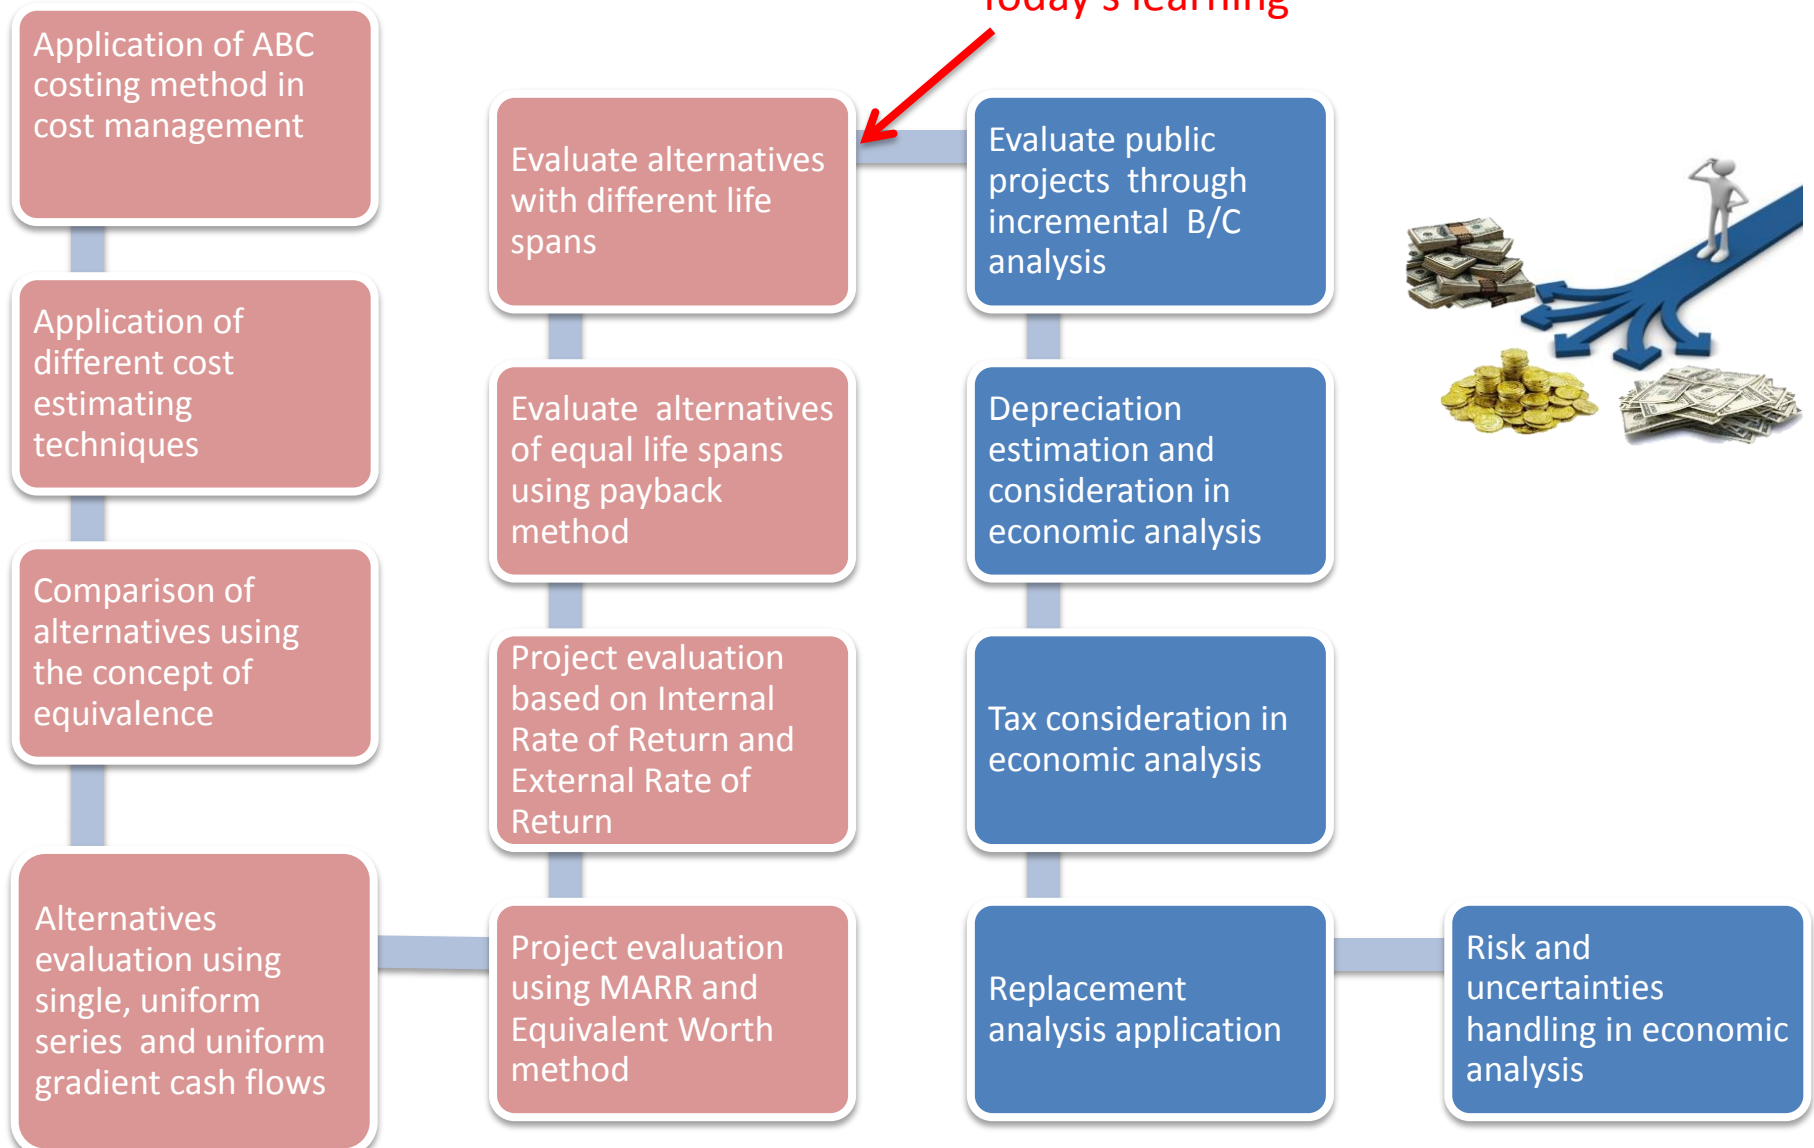 Today's learning
Application of ABC
costing method in
cost management
Application of
different cost
estimating
techniques
Comparison of
alternatives using
the concept of
equivalence
Alternatives
evaluation using
single, uniform
series and uniform
gradient cash flows
Project evaluation
using MARR and
Equivalent Worth
method
Project evaluation
based on Internal
Rate of Return and
External Rate of
Return
Evaluate alternatives
of equal life spans
using payback
method
Evaluate alternatives
with different life
spans
Evaluate public
projects through
incremental B/C
analysis
Depreciation
estimation and
consideration in
economic analysis
Tax consideration in
economic analysis
Replacement
analysis application
Risk and
uncertainties
handling in economic
analysis